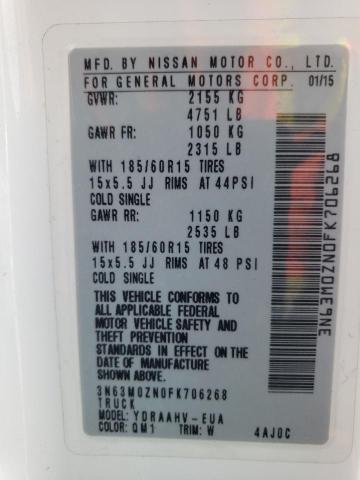 MFD. BY NISSAN MOTOR CO., LTD.
FOR GENERAL MOTORS CORP. 01/15
GVWR: 2155 KG
4751 LB
GAWR FR: 1050 KG
2315 LB
WITH 185/60R15 TIRES
15x5.5 JJ RIMS AT 44PSI
COLD SINGLE
GAWR RR: 1150 KG
2535 LB
WITH 185/60R15 TIRES
15x5.5 JJ RIMS AT 48 PSI
COLD SINGLE
THIS VEHICLE CONFORMS TO
ALL APPLICABLE FEDERAL
MOTOR VEHICLE SAFETY AND
THEFT PREVENTION
STANDARDS IN EFFECT ON THE
DATE OF MANUFACTURE
SHOWN ABOVE.
3N63M0ZN0FK706268
TRUCK
MODEL: YDRAAHV-EUA
COLOR: QM1 TRIM: W 4AJ0C
3N63M0ZN0FK706268